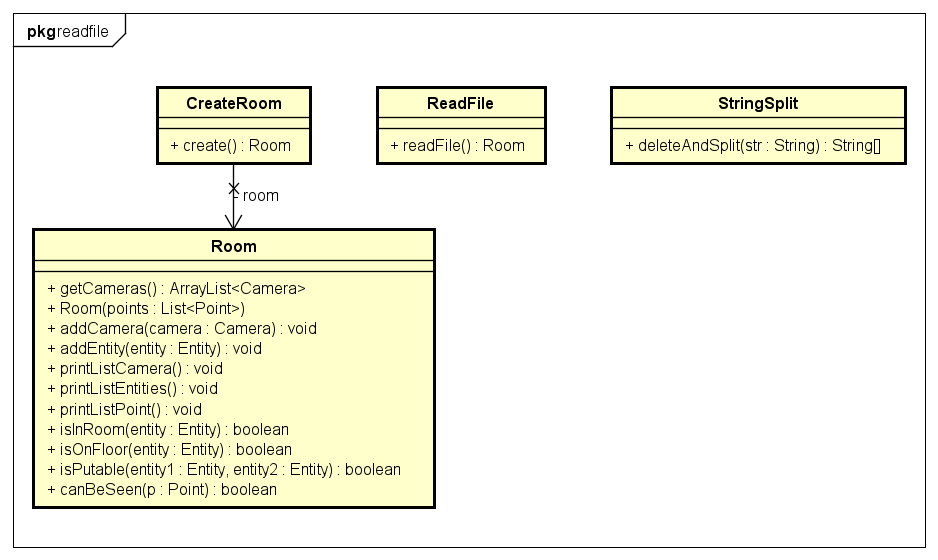 pkgreadfile
CreateRoom
+ create() : Room
ReadFile
+ readFile() : Room
StringSplit
+ deleteAndSplit(str : String) : String[]
- room
Room
+ getCameras() : ArrayList<Camera>
+ Room(points : List<Point>)
+ addCamera(camera : Camera) : void
+ addEntity(entity : Entity) : void
+ printListCamera() : void
+ printListEntities() : void
+ printListPoint() : void
+ isInRoom(entity : Entity) : boolean
+ isOnFloor(entity : Entity) : boolean
+ isPutable(entity1 : Entity, entity2 : Entity) : boolean
+ canBeSeen(p : Point) : boolean